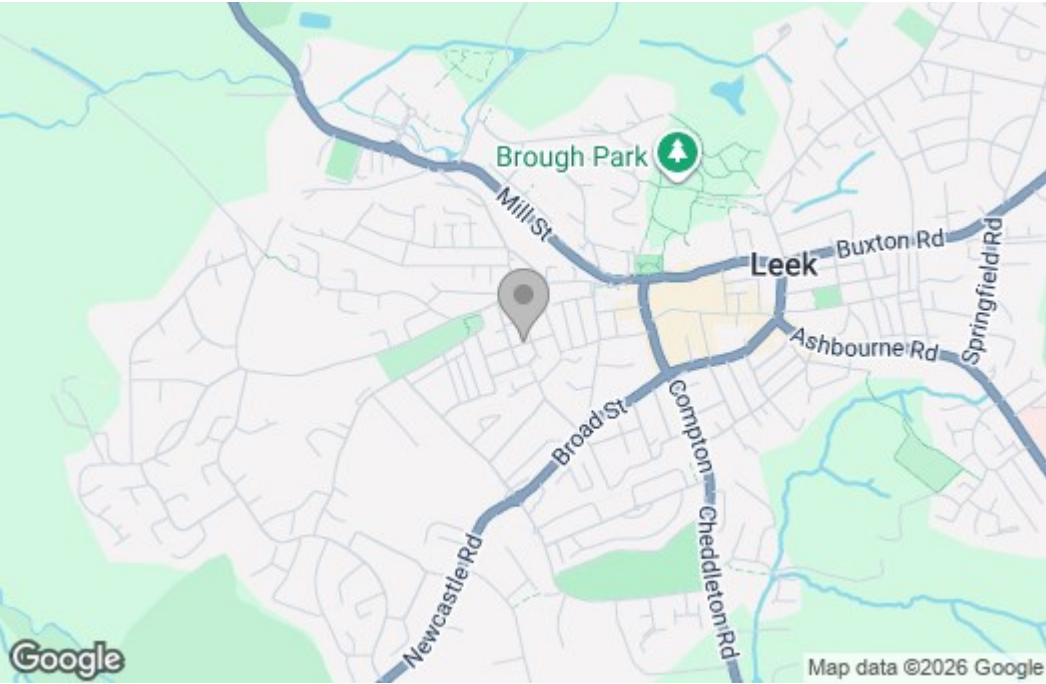 Brough Park
Mill St
Buxton Rd
Leek
Springfield Rd
Ashbourne Rd
Compton
Broad St
Cheddleton Rd
Newcastle Rd
Google
Map data ©2026 Google